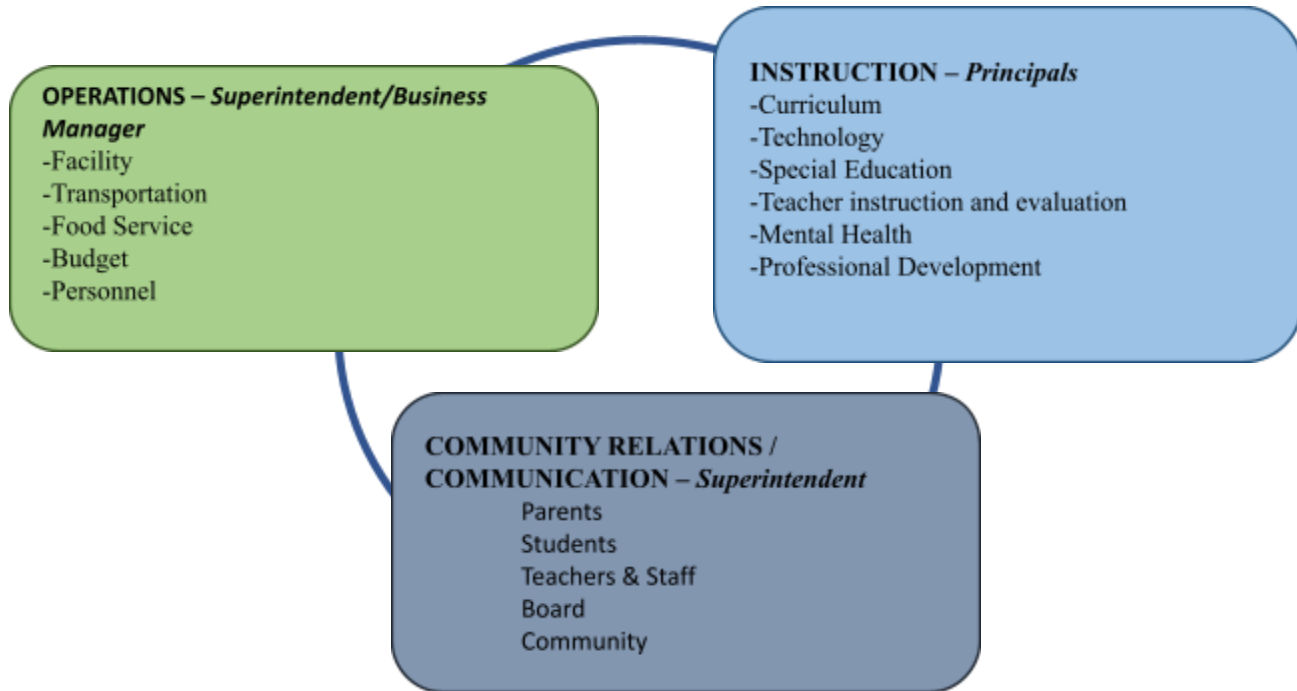 OPERATIONS – Superintendent/Business
Manager
-Facility
-Transportation
-Food Service
-Budget
-Personnel
INSTRUCTION – Principals
-Curriculum
-Technology
-Special Education
-Teacher instruction and evaluation
-Mental Health
-Professional Development
COMMUNITY RELATIONS /
COMMUNICATION – Superintendent
Parents
Students
Teachers & Staff
Board
Community